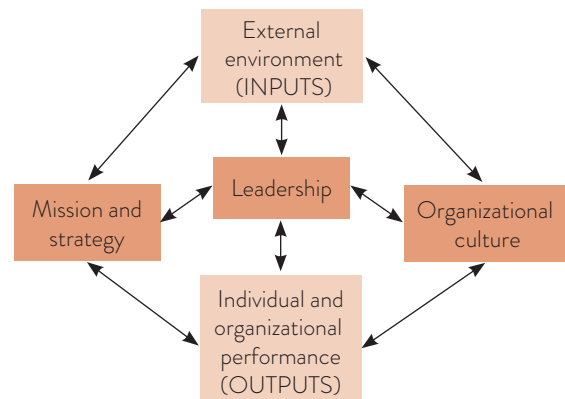 External
environment
(INPUTS)
Leadership
Mission and
strategy
Organizational
culture
Individual and
organizational
performance
(OUTPUTS)